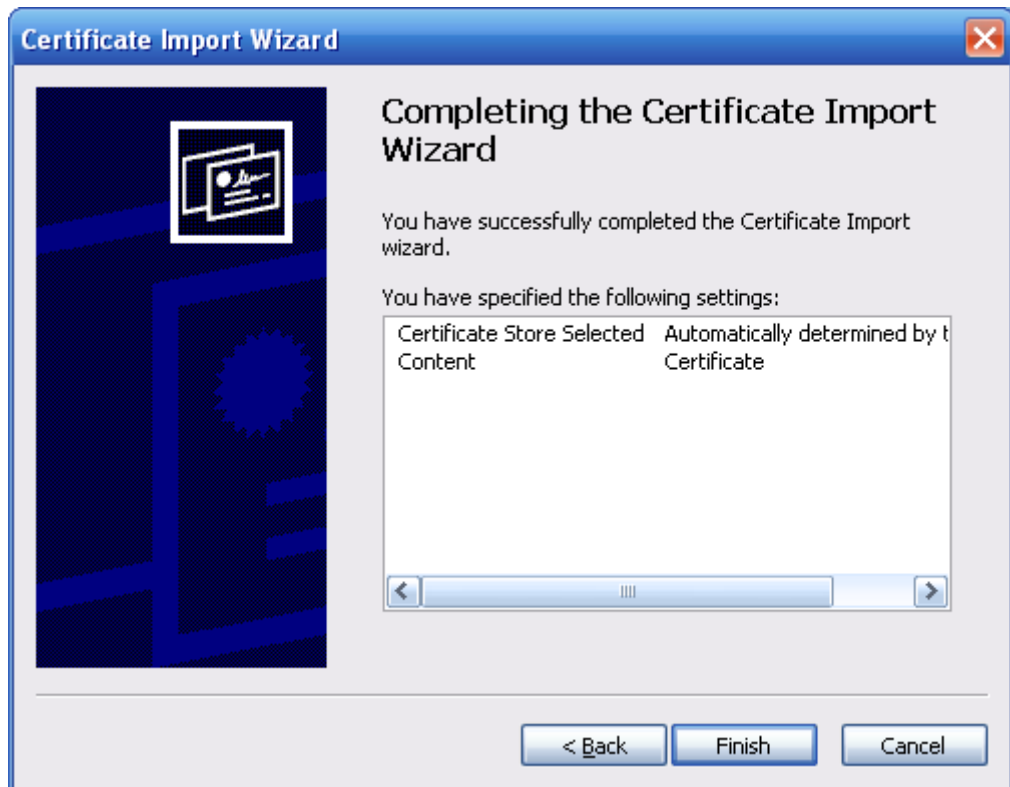 Certificate Import Wizard
Completing the Certificate Import
Wizard
You have successfully completed the Certificate Import
wizard.
You have specified the following settings:
Certificate Store Selected Automatically determined by t
Content Certificate
< Back Finish Cancel